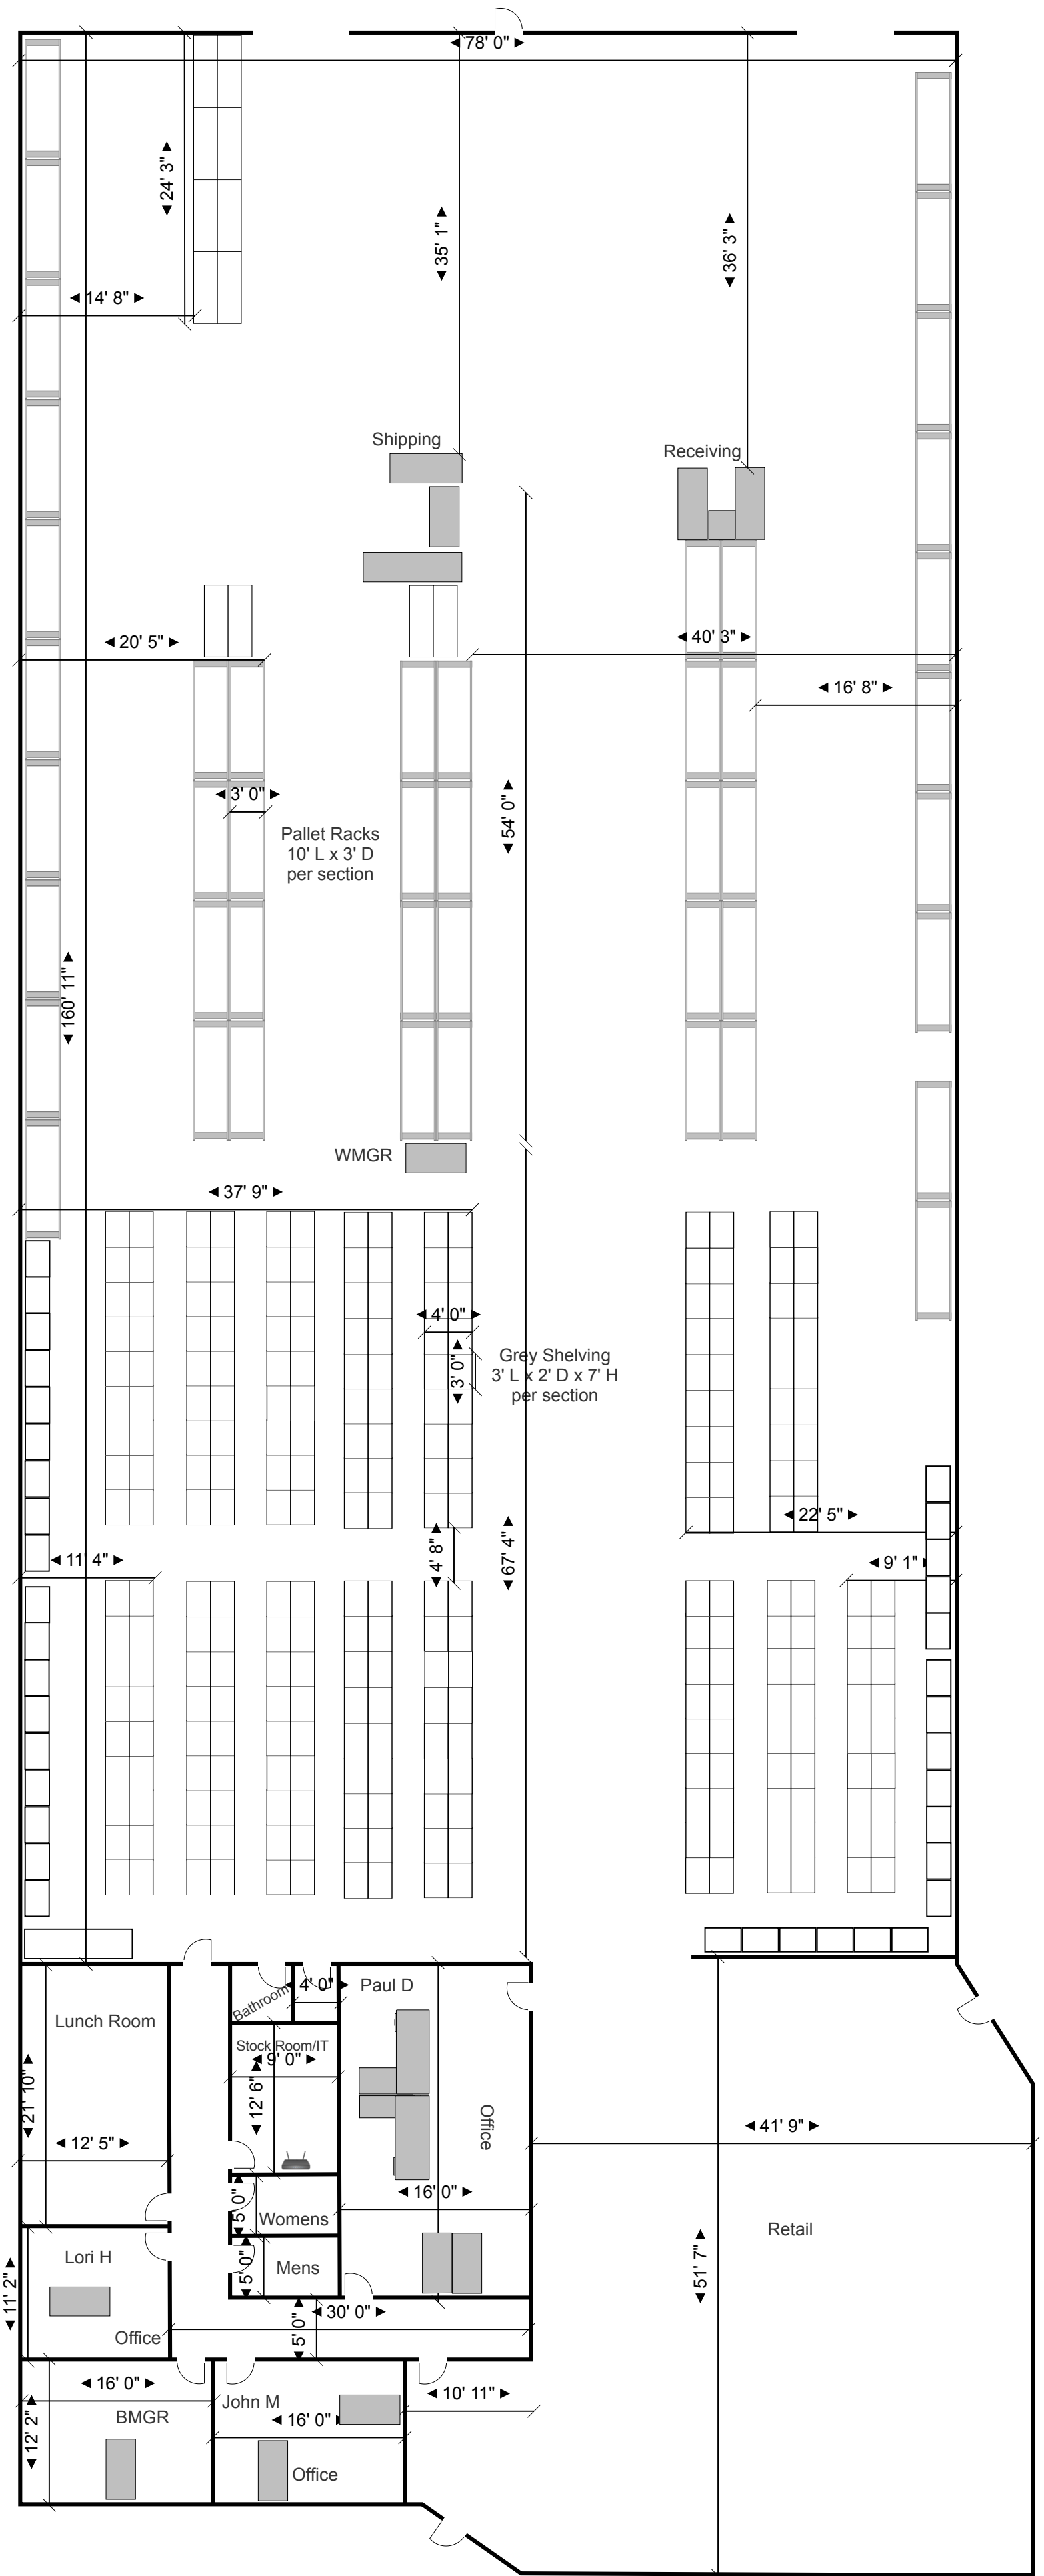 78' 0"
24' 3"
35' 1"
36' 3"
14' 8"
Shipping
Receiving
20' 5"
40' 3"
16' 8"
3' 0"
54' 0"
Pallet Racks
10' L x 3' D
per section
160' 11"
WMGR
37' 9"
4' 0"
3' 0"
Grey Shelving
3' L x 2' D x 7' H
per section
22' 5"
4' 8"
67' 4"
11' 4"
9' 1"
4' 0"
Paul D
Bathroom
Lunch Room
Stock Room/IT
9' 0"
12' 6"
21' 10"
12' 5"
Office
41' 9"
16' 0"
5' 0"
Womens
Retail
Lori H
5' 0"
Mens
51' 7"
11' 2"
30' 0"
5' 0"
Office
16' 0"
10' 11"
John M
BMGR
16' 0"
12' 2"
Office